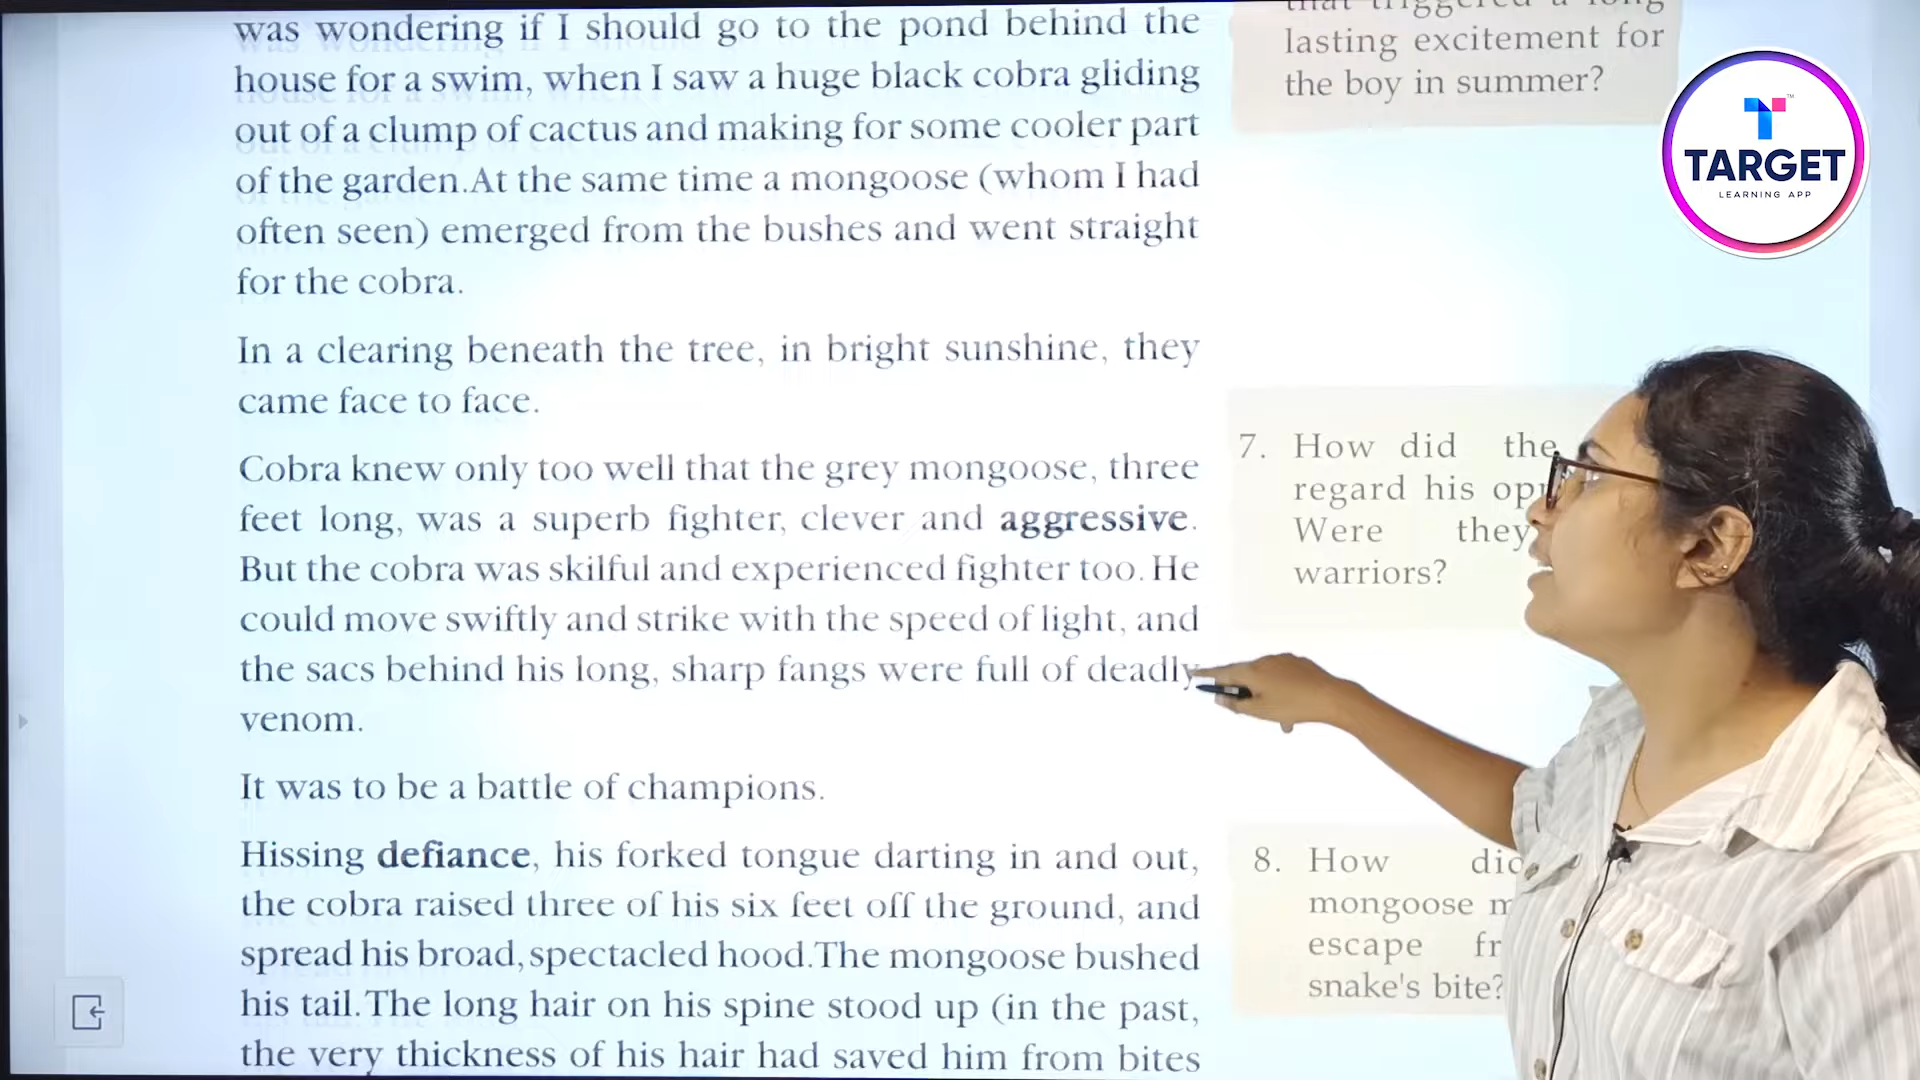 was wondering if I should go to the pond behind the
house for a swim, when I saw a huge black cobra gliding
out of a clump of cactus and making for some cooler part
of the garden.At the same time a mongoose (whom I had
often seen) emerged from the bushes and went straight
for the cobra.
In a clearing beneath the tree, in bright sunshine, they
came face to face.
Cobra knew only too well that the grey mongoose, three
feet long, was a superb fighter, clever and aggressive.
But the cobra was skilful and experienced fighter too. He
could move swiftly and strike with the speed of light, and
the sacs behind his long, sharp fangs were full of deadly
venom.
It was to be a battle of champions.
Hissing defiance, his forked tongue darting in and out,
the cobra raised three of his six feet off the ground, and
spread his broad, spectacled hood.The mongoose bushed
his tail.The long hair on his spine stood up (in the past,
the very thickness of his hair had saved him from bites
that triggered a long
lasting excitement for
the boy in summer?
7. How did the
regard his
Were they
warriors?
8. How
mongoose
escape
snake's bite?
T™
TARGET
LEARNING APP